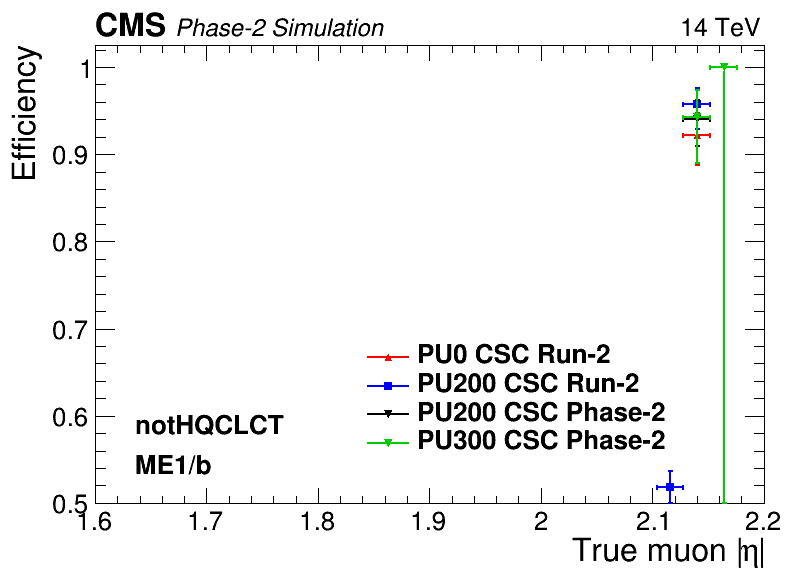 CMS Phase-2 Simulation 14 TeV
Efficiency
1
0.9
0.8
0.7
0.6
0.5
PU0 CSC Run-2
PU200 CSC Run-2
PU200 CSC Phase-2
PU300 CSC Phase-2
notHQCLCT
ME1/b
1.6 1.7 1.8 1.9 2 2.1 2.2
True muon |η|